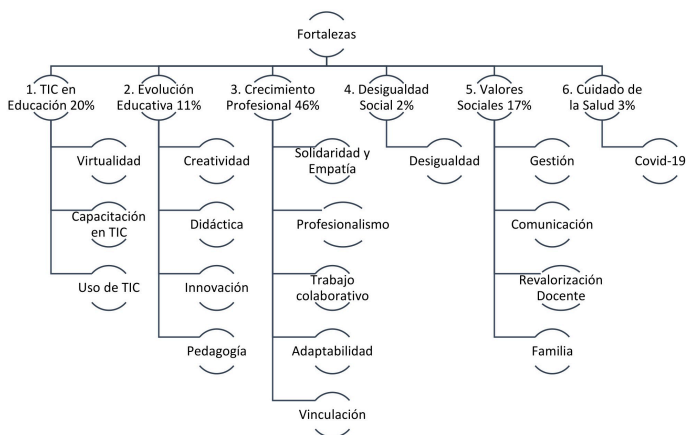 Fortalezas
1. TIC en
Educación 20%
2. Evolución
Educativa 11%
3. Crecimiento
Profesional 46%
4. Desigualdad
Social 2%
5. Valores
Sociales 17%
6. Cuidado de
la Salud 3%
Virtualidad
Capacitación
en TIC
Uso de TIC
Creatividad
Didáctica
Innovación
Pedagogía
Solidaridad y
Empatía
Profesionalismo
Trabajo
colaborativo
Adaptabilidad
Vinculación
Desigualdad
Gestión
Comunicación
Revalorización
Docente
Familia
Covid-19